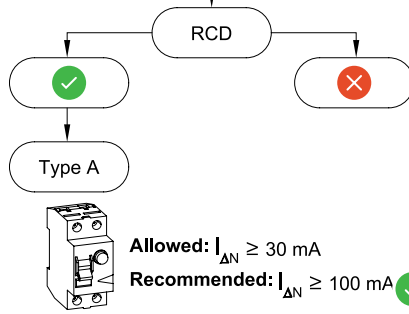 RCD
Type A
Allowed: IΔN ≥ 30 mA
Recommended: IΔN ≥ 100 mA